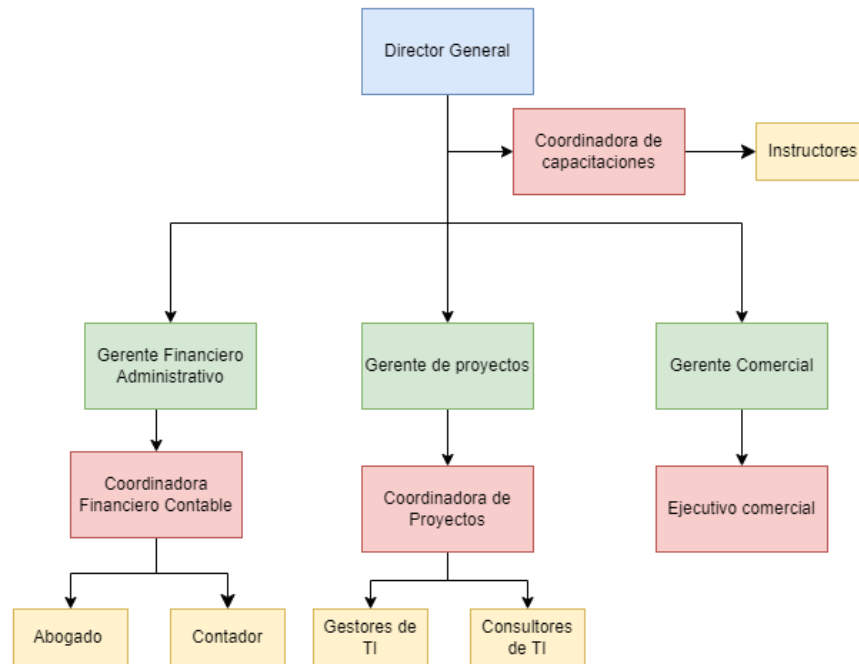 Director General
Coordinadora de
capacitaciones
Instructores
Gerente Financiero
Administrativo
Gerente de proyectos
Gerente Comercial
Coordinadora
Financiero Contable
Coordinadora de
Proyectos
Ejecutivo comercial
Abogado
Contador
Gestores de
TI
Consultores
de TI